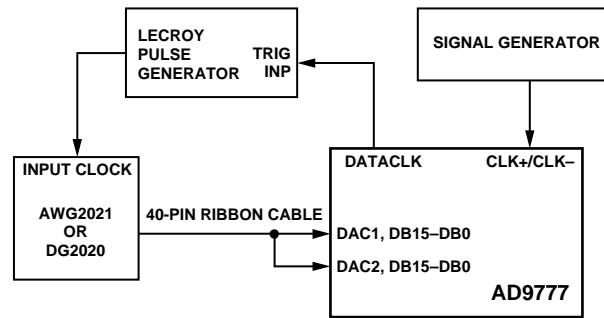 LECROY
PULSE
GENERATOR
TRIG
INP
SIGNAL GENERATOR
INPUT CLOCK
AWG2021
OR
DG2020
40-PIN RIBBON CABLE
DATACLK
CLK+/CLK–
DAC1, DB15–DB0
DAC2, DB15–DB0
AD9777